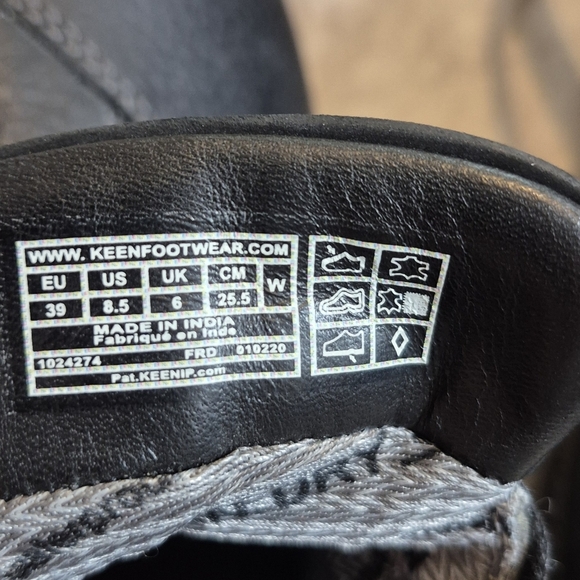 WWW. KEENFOOTWEAR.COM
EU US UK CM W
39 8.5 6 25.5
MADE IN INDIA
Fabriqué en Inde
1024274 FRD 010220
Pat.KEENIP.com
DRY